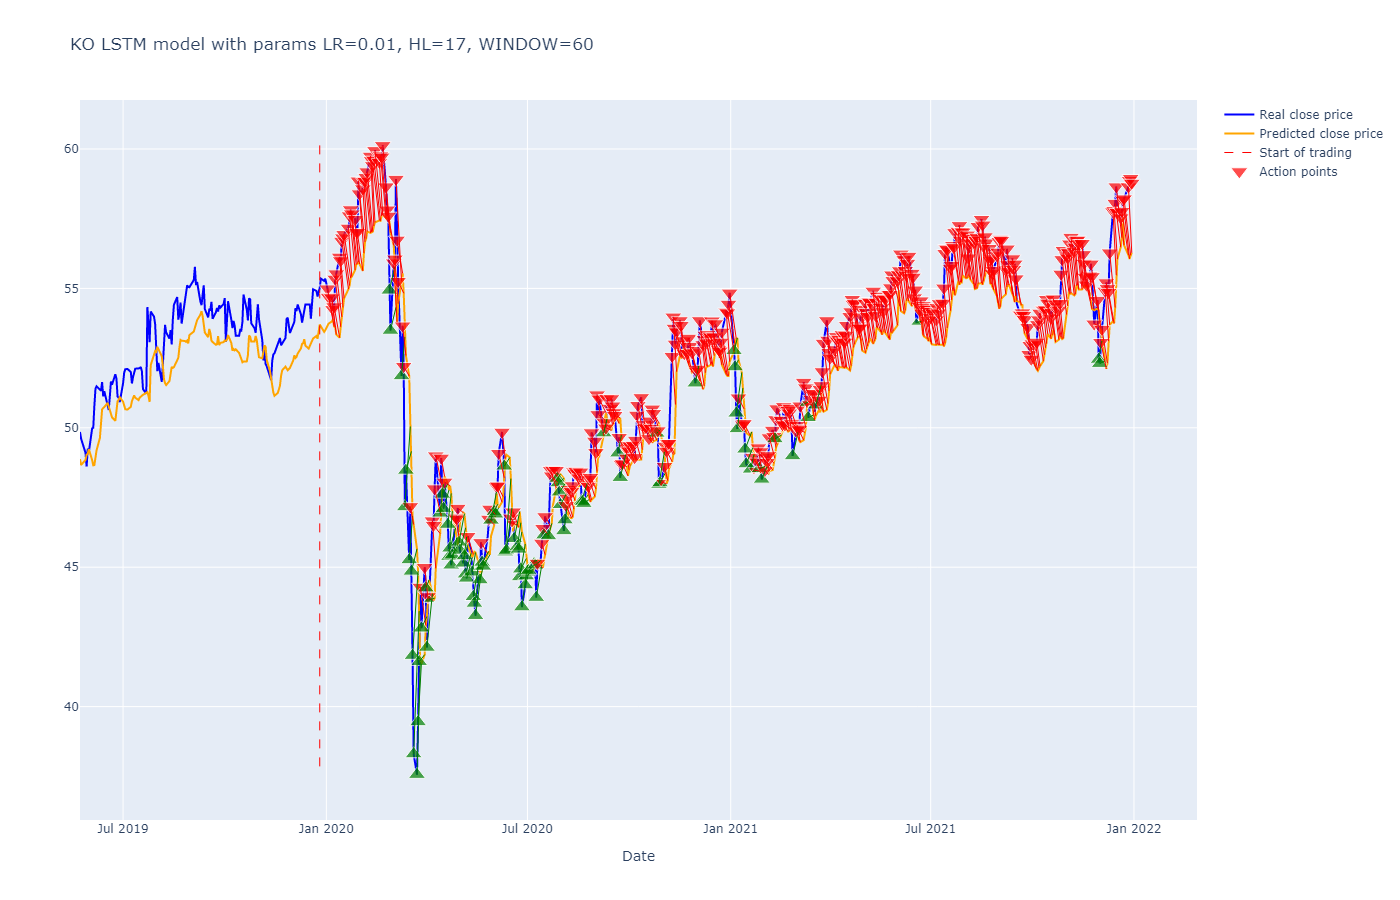 KO LSTM model with params LR=0.01, HL=17, WINDOW=60
Real close price
Predicted close price
Start of trading
Action points
60
55
50
45
40
Jul 2019
Jan 2020
Jul 2020
Jan 2021
Jul 2021
Jan 2022
Date